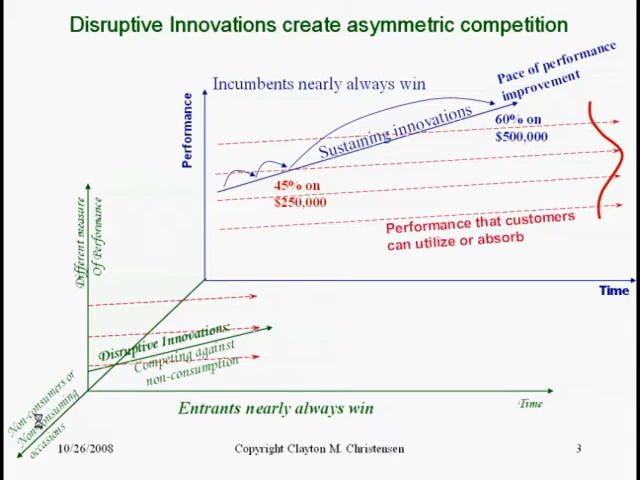 Disruptive Innovations create asymmetric competition
Incumbents nearly always win
Pace of performance
improvement
Performance
Sustaining innovations
60% on
$500,000
45% on
$250,000
Performance that customers
can utilize or absorb
Time
Different measure
Of Performance
Disruptive Innovations:
Competing against
non-consumption
Non-consumers or
Non-consuming
occasions
Entrants nearly always win
Time
10/26/2008
Copyright Clayton M. Christensen
3